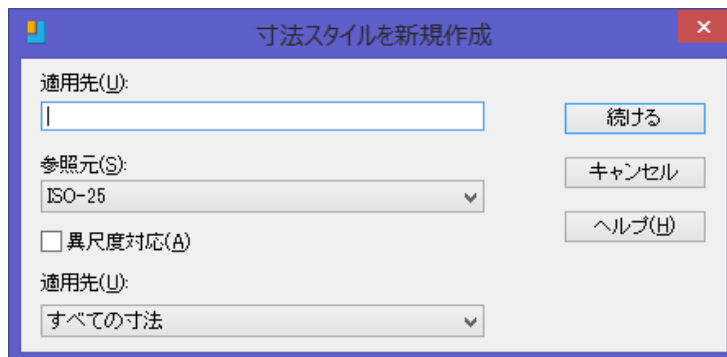 寸法スタイルを新規作成
適用先(U):
続ける
参照元(S):
ISO-25
キャンセル
異尺度対応(A)
ヘルプ(H)
適用先(U):
すべての寸法